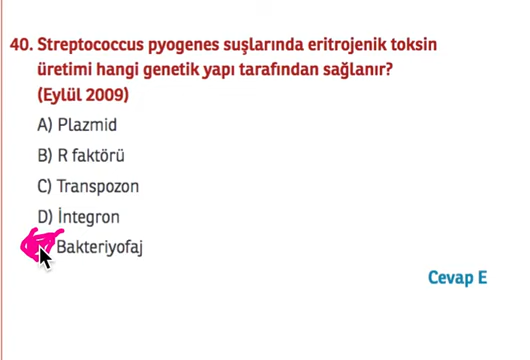 40. Streptococcus pyogenes suşlarında eritrojenik toksin
üretimi hangi genetik yapı tarafından sağlanır?
(Eylül 2009)
A) Plazmid
B) R faktörü
C) Transpozon
D) İntegron
Bakteriyofaj
Cevap E